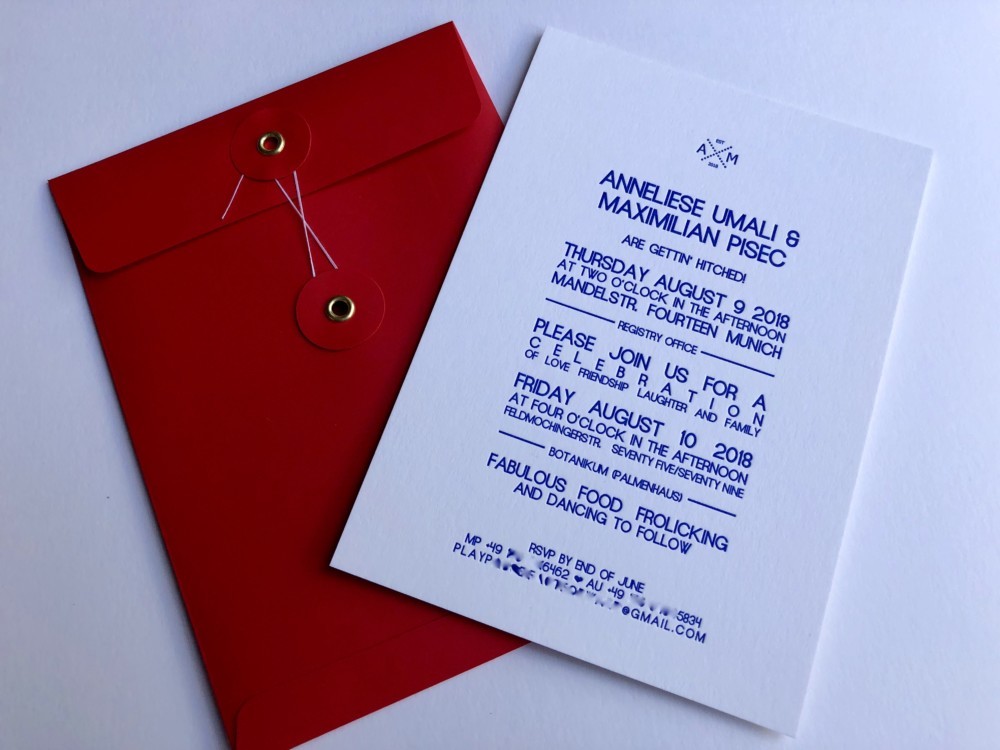 EST
A M
2018
ANNELIESE UMALI &
MAXIMILIAN PISEC
ARE GETTIN' HITCHED!
THURSDAY AUGUST 9 2018
AT TWO O'CLOCK IN THE AFTERNOON
MANDELSTR. FOURTEEN MUNICH
REGISTRY OFFICE
PLEASE JOIN US FOR A
CELEBRATION
OF LOVE FRIENDSHIP LAUGHTER AND FAMILY
FRIDAY AUGUST 10 2018
AT FOUR O'CLOCK IN THE AFTERNOON
FELDMOCHINGERSTR. SEVENTY FIVE/SEVENTY NINE
BOTANIKUM (PALMENHAUS)
FABULOUS FOOD FROLICKING
AND DANCING TO FOLLOW
RSVP BY END OF JUNE
MP +49 6462 ♥ AU +49 5834
@GMAIL.COM